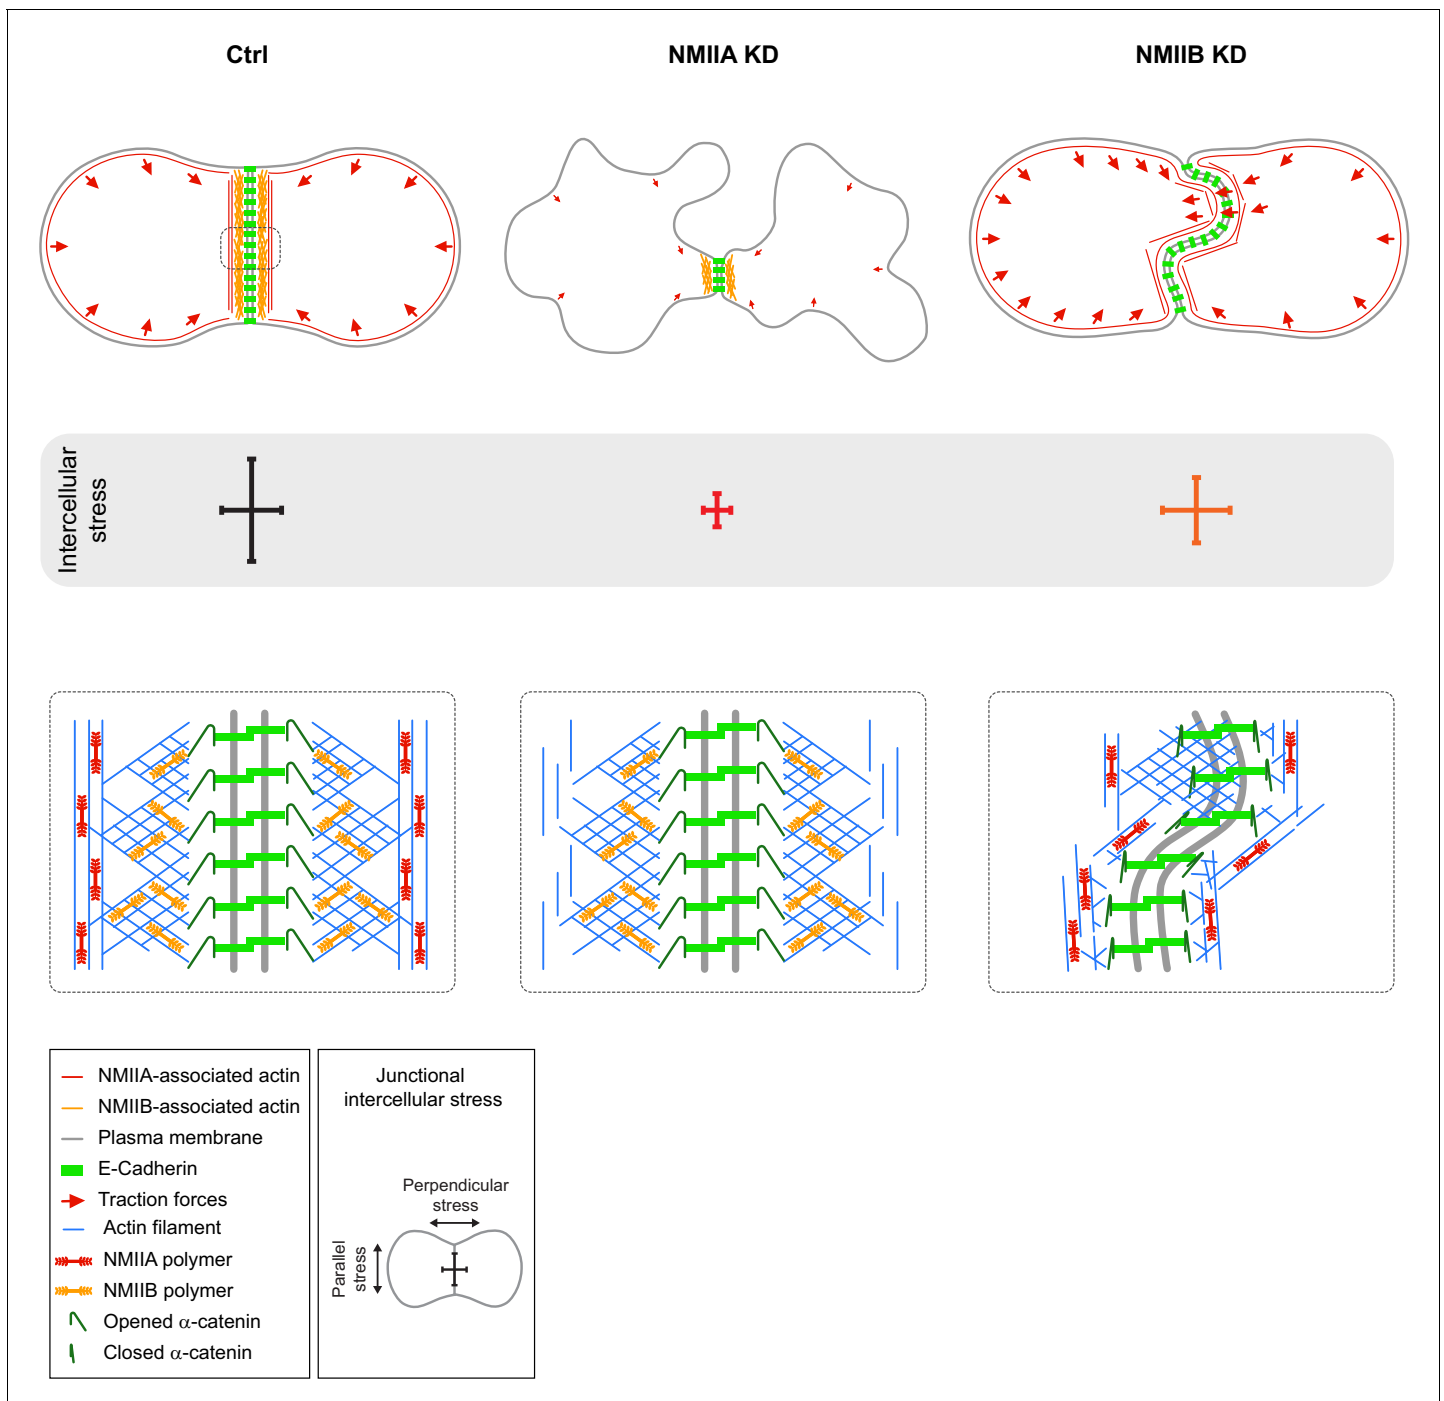 Ctrl
NMIIA KD
NMIIB KD
Intercellular
stress
NMIIA-associated actin
NMIIB-associated actin
Plasma membrane
E-Cadherin
Traction forces
Actin filament
NMIIA polymer
NMIIB polymer
Opened α-catenin
Closed α-catenin
Junctional
intercellular stress
Perpendicular
stress
Parallel
stress